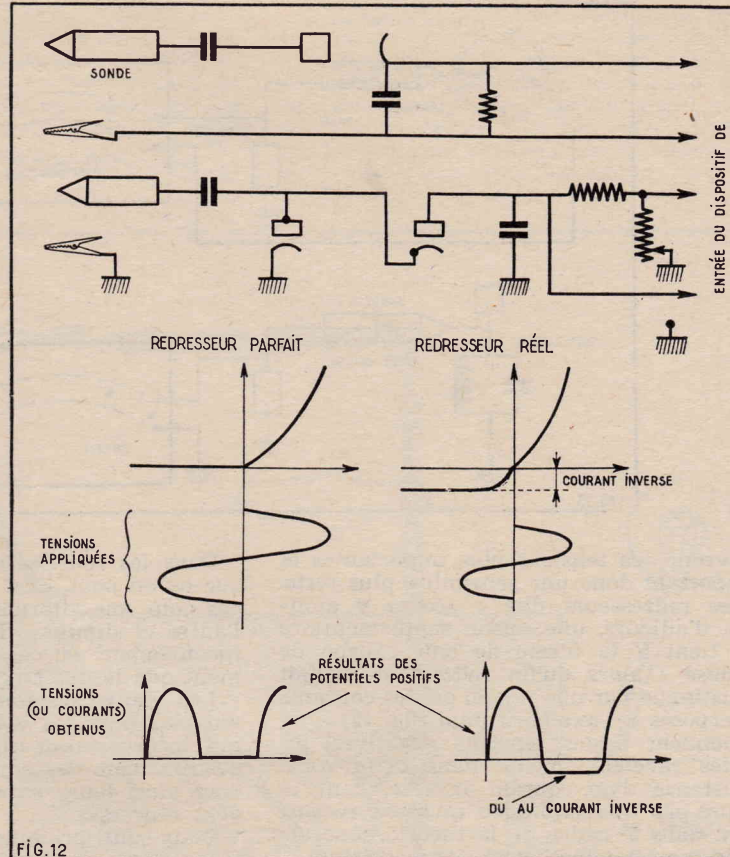 SONDE
ENTRÉE DU DISPOSITIF DE
REDRESSEUR PARFAIT
REDRESSEUR RÉEL
COURANT INVERSE
TENSIONS
APPLIQUÉES
RÉSULTATS DES
POTENTIELS POSITIFS
TENSIONS
(OU COURANTS)
OBTENUS
DÛ AU COURANT INVERSE
FIG.12